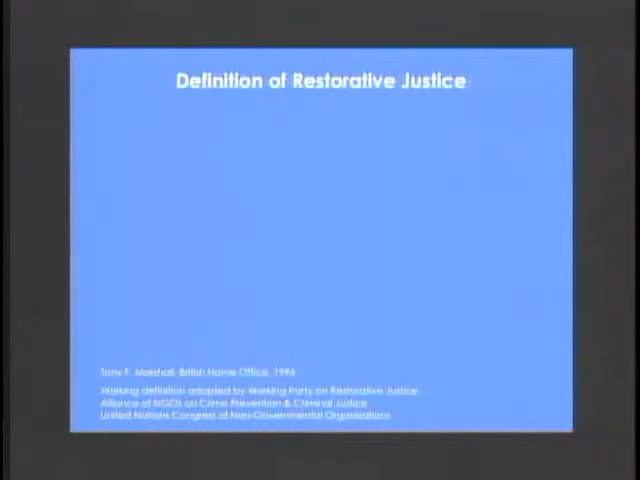 Definition of Restorative Justice
Tony F. Marshall, British Home Office, 1996
Working definition adopted by Working Party on Restorative Justice
Alliance of NGOs on Crime Prevention & Criminal Justice
United Nations Congress of Non-Governmental Organizations